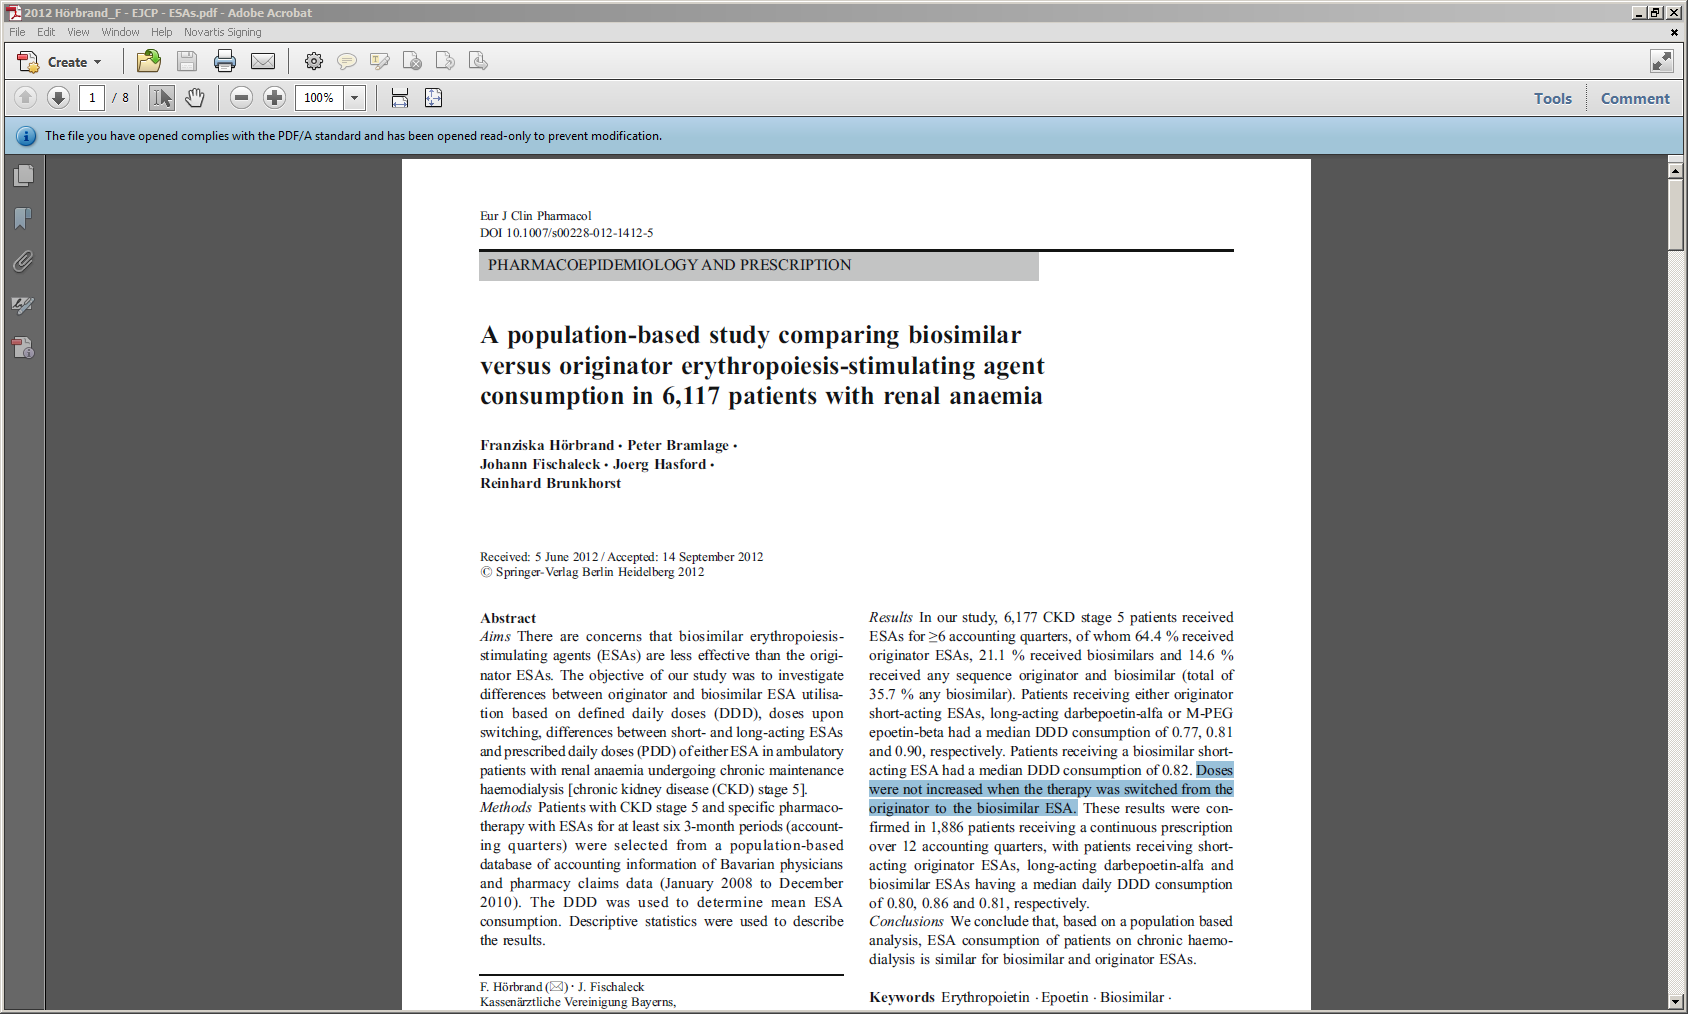 2012 Hörbrand_F - EJCP - ESAs.pdf - Adobe Acrobat
File Edit View Window Help Novartis Signing
Create
1 / 8 100% Tools Comment
The file you have opened complies with the PDF/A standard and has been opened read-only to prevent modification.
Eur J Clin Pharmacol
DOI 10.1007/s00228-012-1412-5
PHARMACOEPIDEMIOLOGY AND PRESCRIPTION
A population-based study comparing biosimilar
versus originator erythropoiesis-stimulating agent
consumption in 6,117 patients with renal anaemia
Franziska Hörbrand · Peter Bramlage ·
Johann Fischaleck · Joerg Hasford ·
Reinhard Brunkhorst
Received: 5 June 2012 / Accepted: 14 September 2012
© Springer-Verlag Berlin Heidelberg 2012
Abstract
Aims There are concerns that biosimilar erythropoiesis-
stimulating agents (ESAs) are less effective than the origi-
nator ESAs. The objective of our study was to investigate
differences between originator and biosimilar ESA utilisa-
tion based on defined daily doses (DDD), doses upon
switching, differences between short- and long-acting ESAs
and prescribed daily doses (PDD) of either ESA in ambulatory
patients with renal anaemia undergoing chronic maintenance
haemodialysis [chronic kidney disease (CKD) stage 5].
Methods Patients with CKD stage 5 and specific pharmaco-
therapy with ESAs for at least six 3-month periods (account-
ing quarters) were selected from a population-based
database of accounting information of Bavarian physicians
and pharmacy claims data (January 2008 to December
2010). The DDD was used to determine mean ESA
consumption. Descriptive statistics were used to describe
the results.
F. Hörbrand (✉) · J. Fischaleck
Kassenärztliche Vereinigung Bayerns,
Results In our study, 6,177 CKD stage 5 patients received
ESAs for ≥6 accounting quarters, of whom 64.4 % received
originator ESAs, 21.1 % received biosimilars and 14.6 %
received any sequence originator and biosimilar (total of
35.7 % any biosimilar). Patients receiving either originator
short-acting ESAs, long-acting darbepoetin-alfa or M-PEG
epoetin-beta had a median DDD consumption of 0.77, 0.81
and 0.90, respectively. Patients receiving a biosimilar short-
acting ESA had a median DDD consumption of 0.82. Doses
were not increased when the therapy was switched from the
originator to the biosimilar ESA. These results were con-
firmed in 1,886 patients receiving a continuous prescription
over 12 accounting quarters, with patients receiving short-
acting originator ESAs, long-acting darbepoetin-alfa and
biosimilar ESAs having a median daily DDD consumption
of 0.80, 0.86 and 0.81, respectively.
Conclusions We conclude that, based on a population based
analysis, ESA consumption of patients on chronic haemo-
dialysis is similar for biosimilar and originator ESAs.
Keywords Erythropoietin · Epoetin · Biosimilar ·